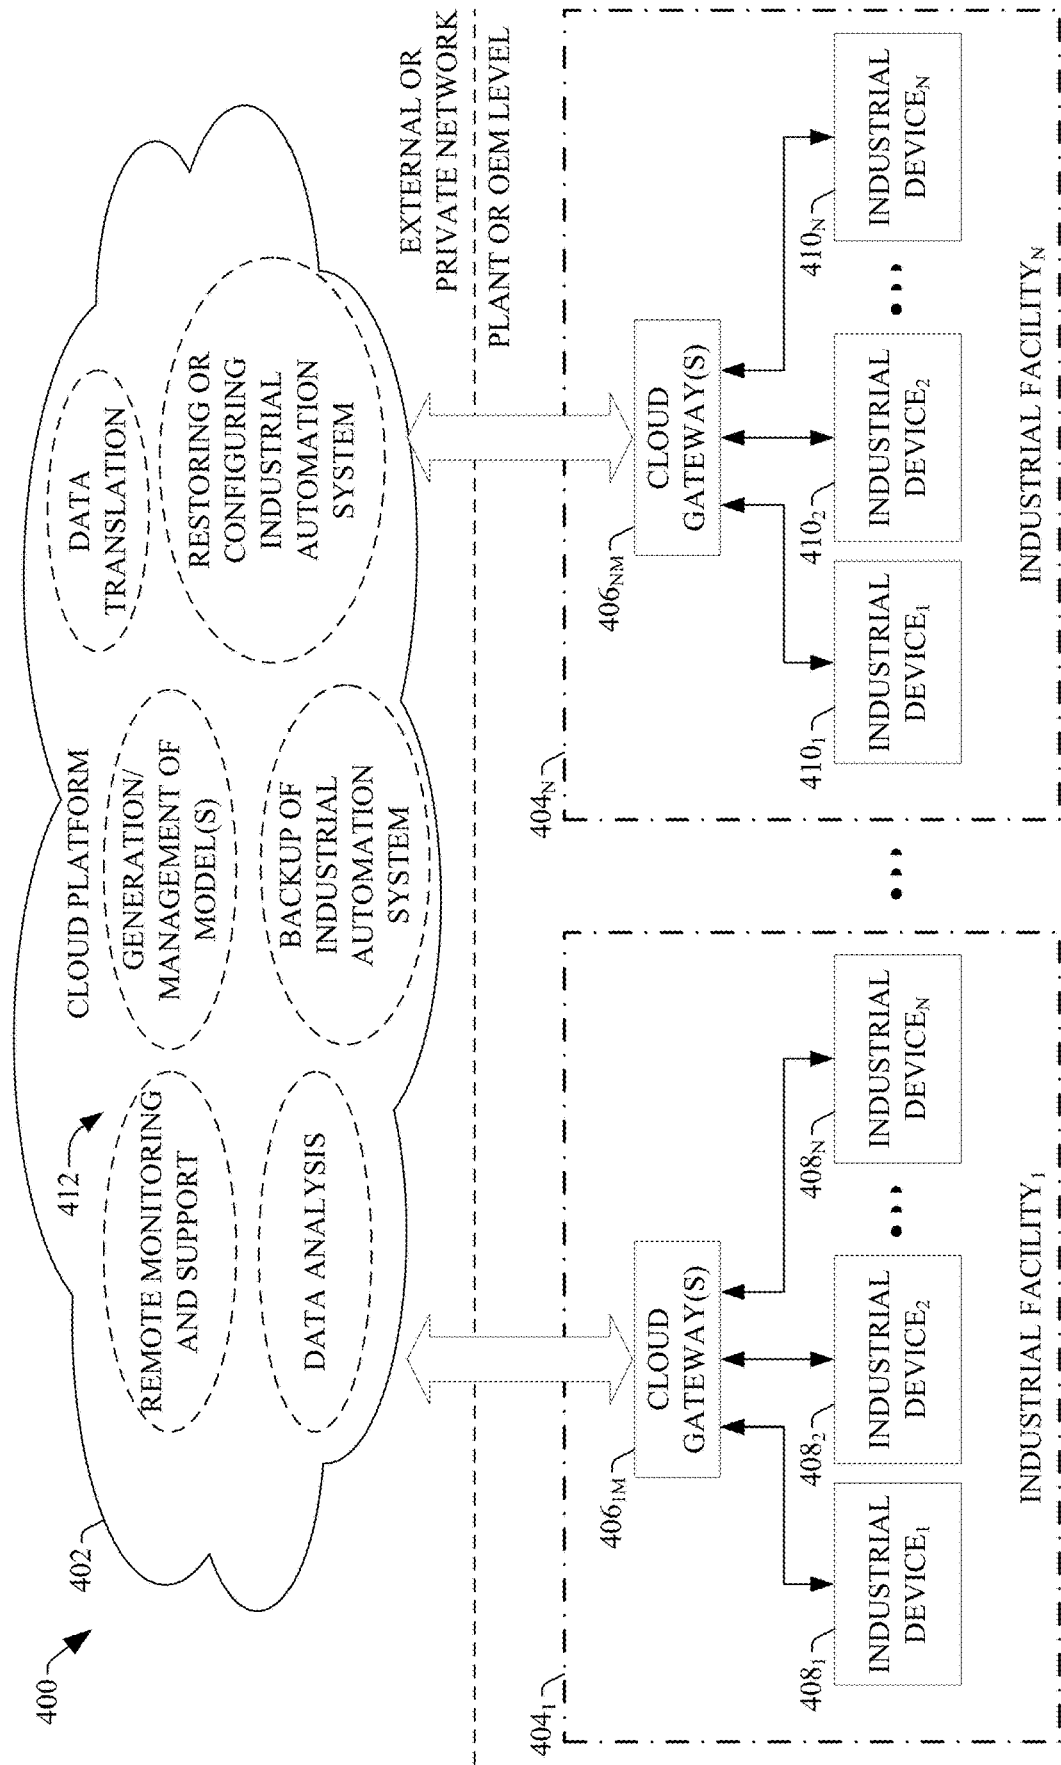 400
402
412
CLOUD PLATFORM
REMOTE MONITORING
AND SUPPORT
GENERATION/
MANAGEMENT OF
MODEL(S)
DATA
TRANSLATION
DATA ANALYSIS
BACKUP OF
INDUSTRIAL
AUTOMATION
SYSTEM
RESTORING OR
CONFIGURING
INDUSTRIAL
AUTOMATION
SYSTEM
EXTERNAL OR
PRIVATE NETWORK
PLANT OR OEM LEVEL
404₁
406₁M
CLOUD
GATEWAY(S)
408₁
INDUSTRIAL
DEVICE₁
408₂
INDUSTRIAL
DEVICE₂
•••
408N
INDUSTRIAL
DEVICEN
INDUSTRIAL FACILITY₁
•••
404N
406NM
CLOUD
GATEWAY(S)
410₁
INDUSTRIAL
DEVICE₁
410₂
INDUSTRIAL
DEVICE₂
•••
410N
INDUSTRIAL
DEVICEN
INDUSTRIAL FACILITYN